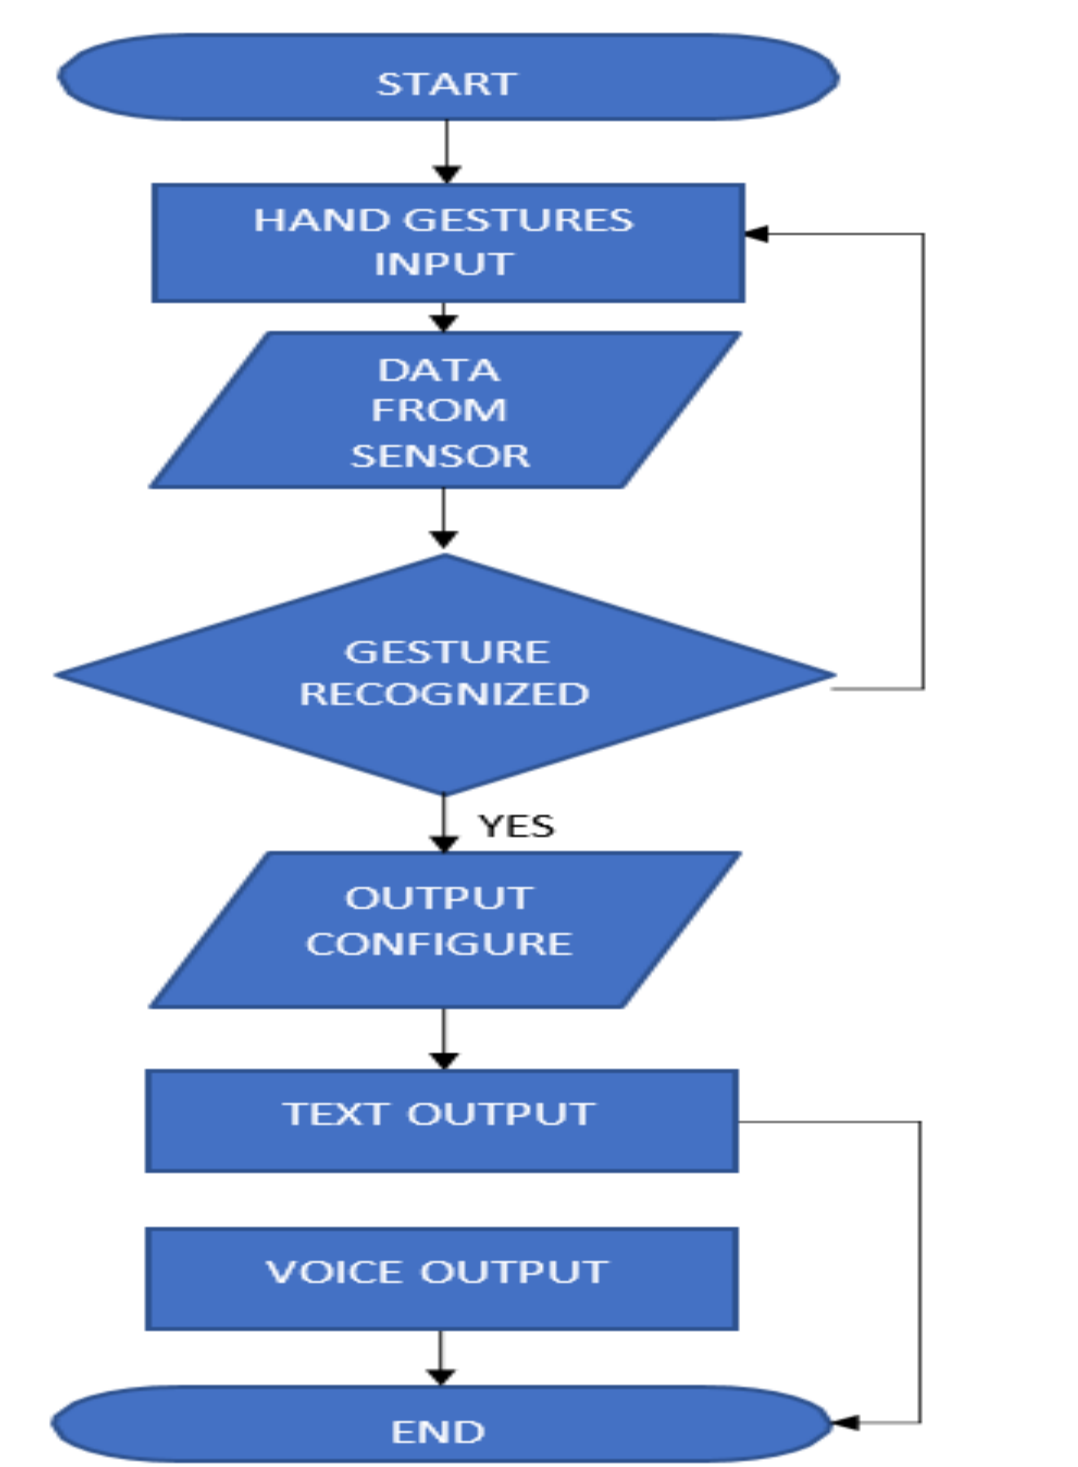 START
HAND GESTURES
INPUT
DATA
FROM
SENSOR
GESTURE
RECOGNIZED
YES
OUTPUT
CONFIGURE
TEXT OUTPUT
VOICE OUTPUT
END